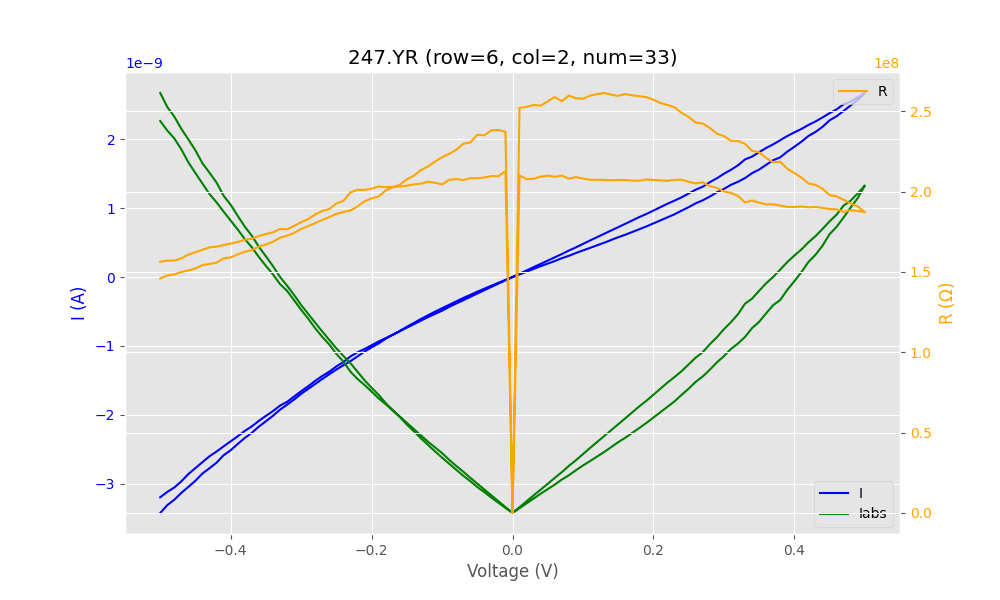 247.YR (row=6, col=2, num=33)
1e−9
1e8
R
2
1
0
−1
−2
−3
I (A)
2.5
2.0
1.5
1.0
0.5
0.0
R (Ω)
I
Iabs
−0.4
−0.2
0.0
0.2
0.4
Voltage (V)